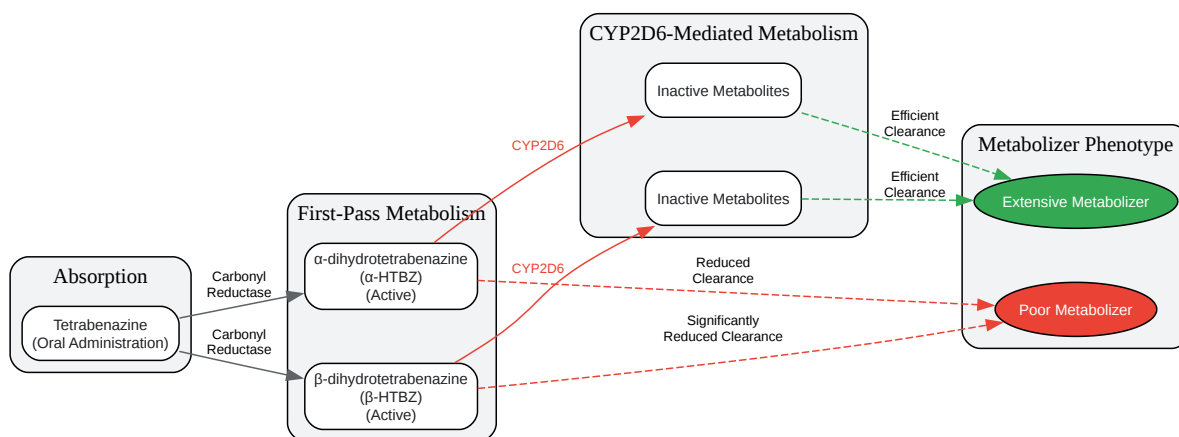 Absorption
Tetrabenazine
(Oral Administration)
Carbonyl
Reductase
Carbonyl
Reductase
First-Pass Metabolism
α-dihydrotetrabenazine
(α-HTBZ)
(Active)
β-dihydrotetrabenazine
(β-HTBZ)
(Active)
CYP2D6
CYP2D6
CYP2D6-Mediated Metabolism
Inactive Metabolites
Inactive Metabolites
Efficient
Clearance
Efficient
Clearance
Reduced
Clearance
Significantly
Reduced Clearance
Metabolizer Phenotype
Extensive Metabolizer
Poor Metabolizer